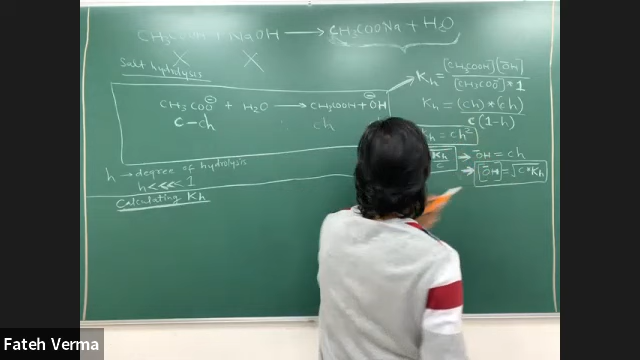 CH3COOH + NaOH → CH3COONa + H2O
Salt hydrolysis
Kh = [CH3COOH][OH] / [CH3COO⊖]*1
CH3COO⊖ + H2O → CH3COOH + OH⊖
C-Ch ch
Kh = (Ch)*(Ch) / C(1-h)
Kh = Ch²
Kh / C → OH = Ch
→ [OH] = √C*Kh
h → degree of hydrolysis
h <<<< 1
Calculating Kh
Fateh Verma